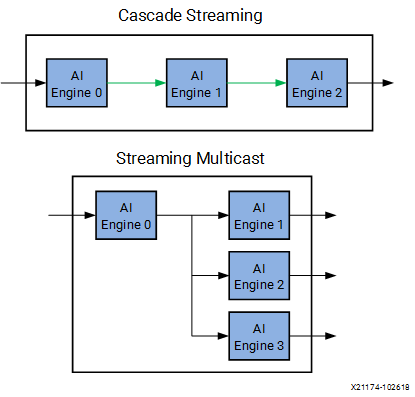 Cascade Streaming
AI
Engine 0
AI
Engine 1
AI
Engine 2
Streaming Multicast
AI
Engine 0
AI
Engine 1
AI
Engine 2
AI
Engine 3
X21174-102618